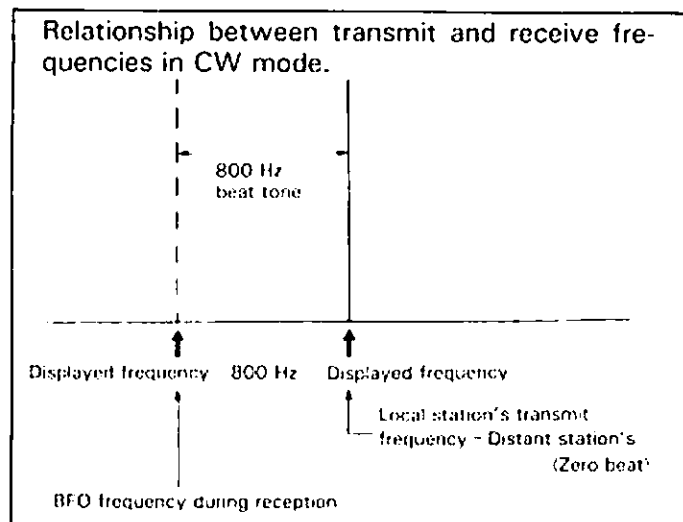 Relationship between transmit and receive fre-
quencies in CW mode.
800 Hz
beat tone
Displayed frequency 800 Hz Displayed frequency
Local station's transmit
frequency - Distant station's
(Zero beat)
BFO frequency during reception